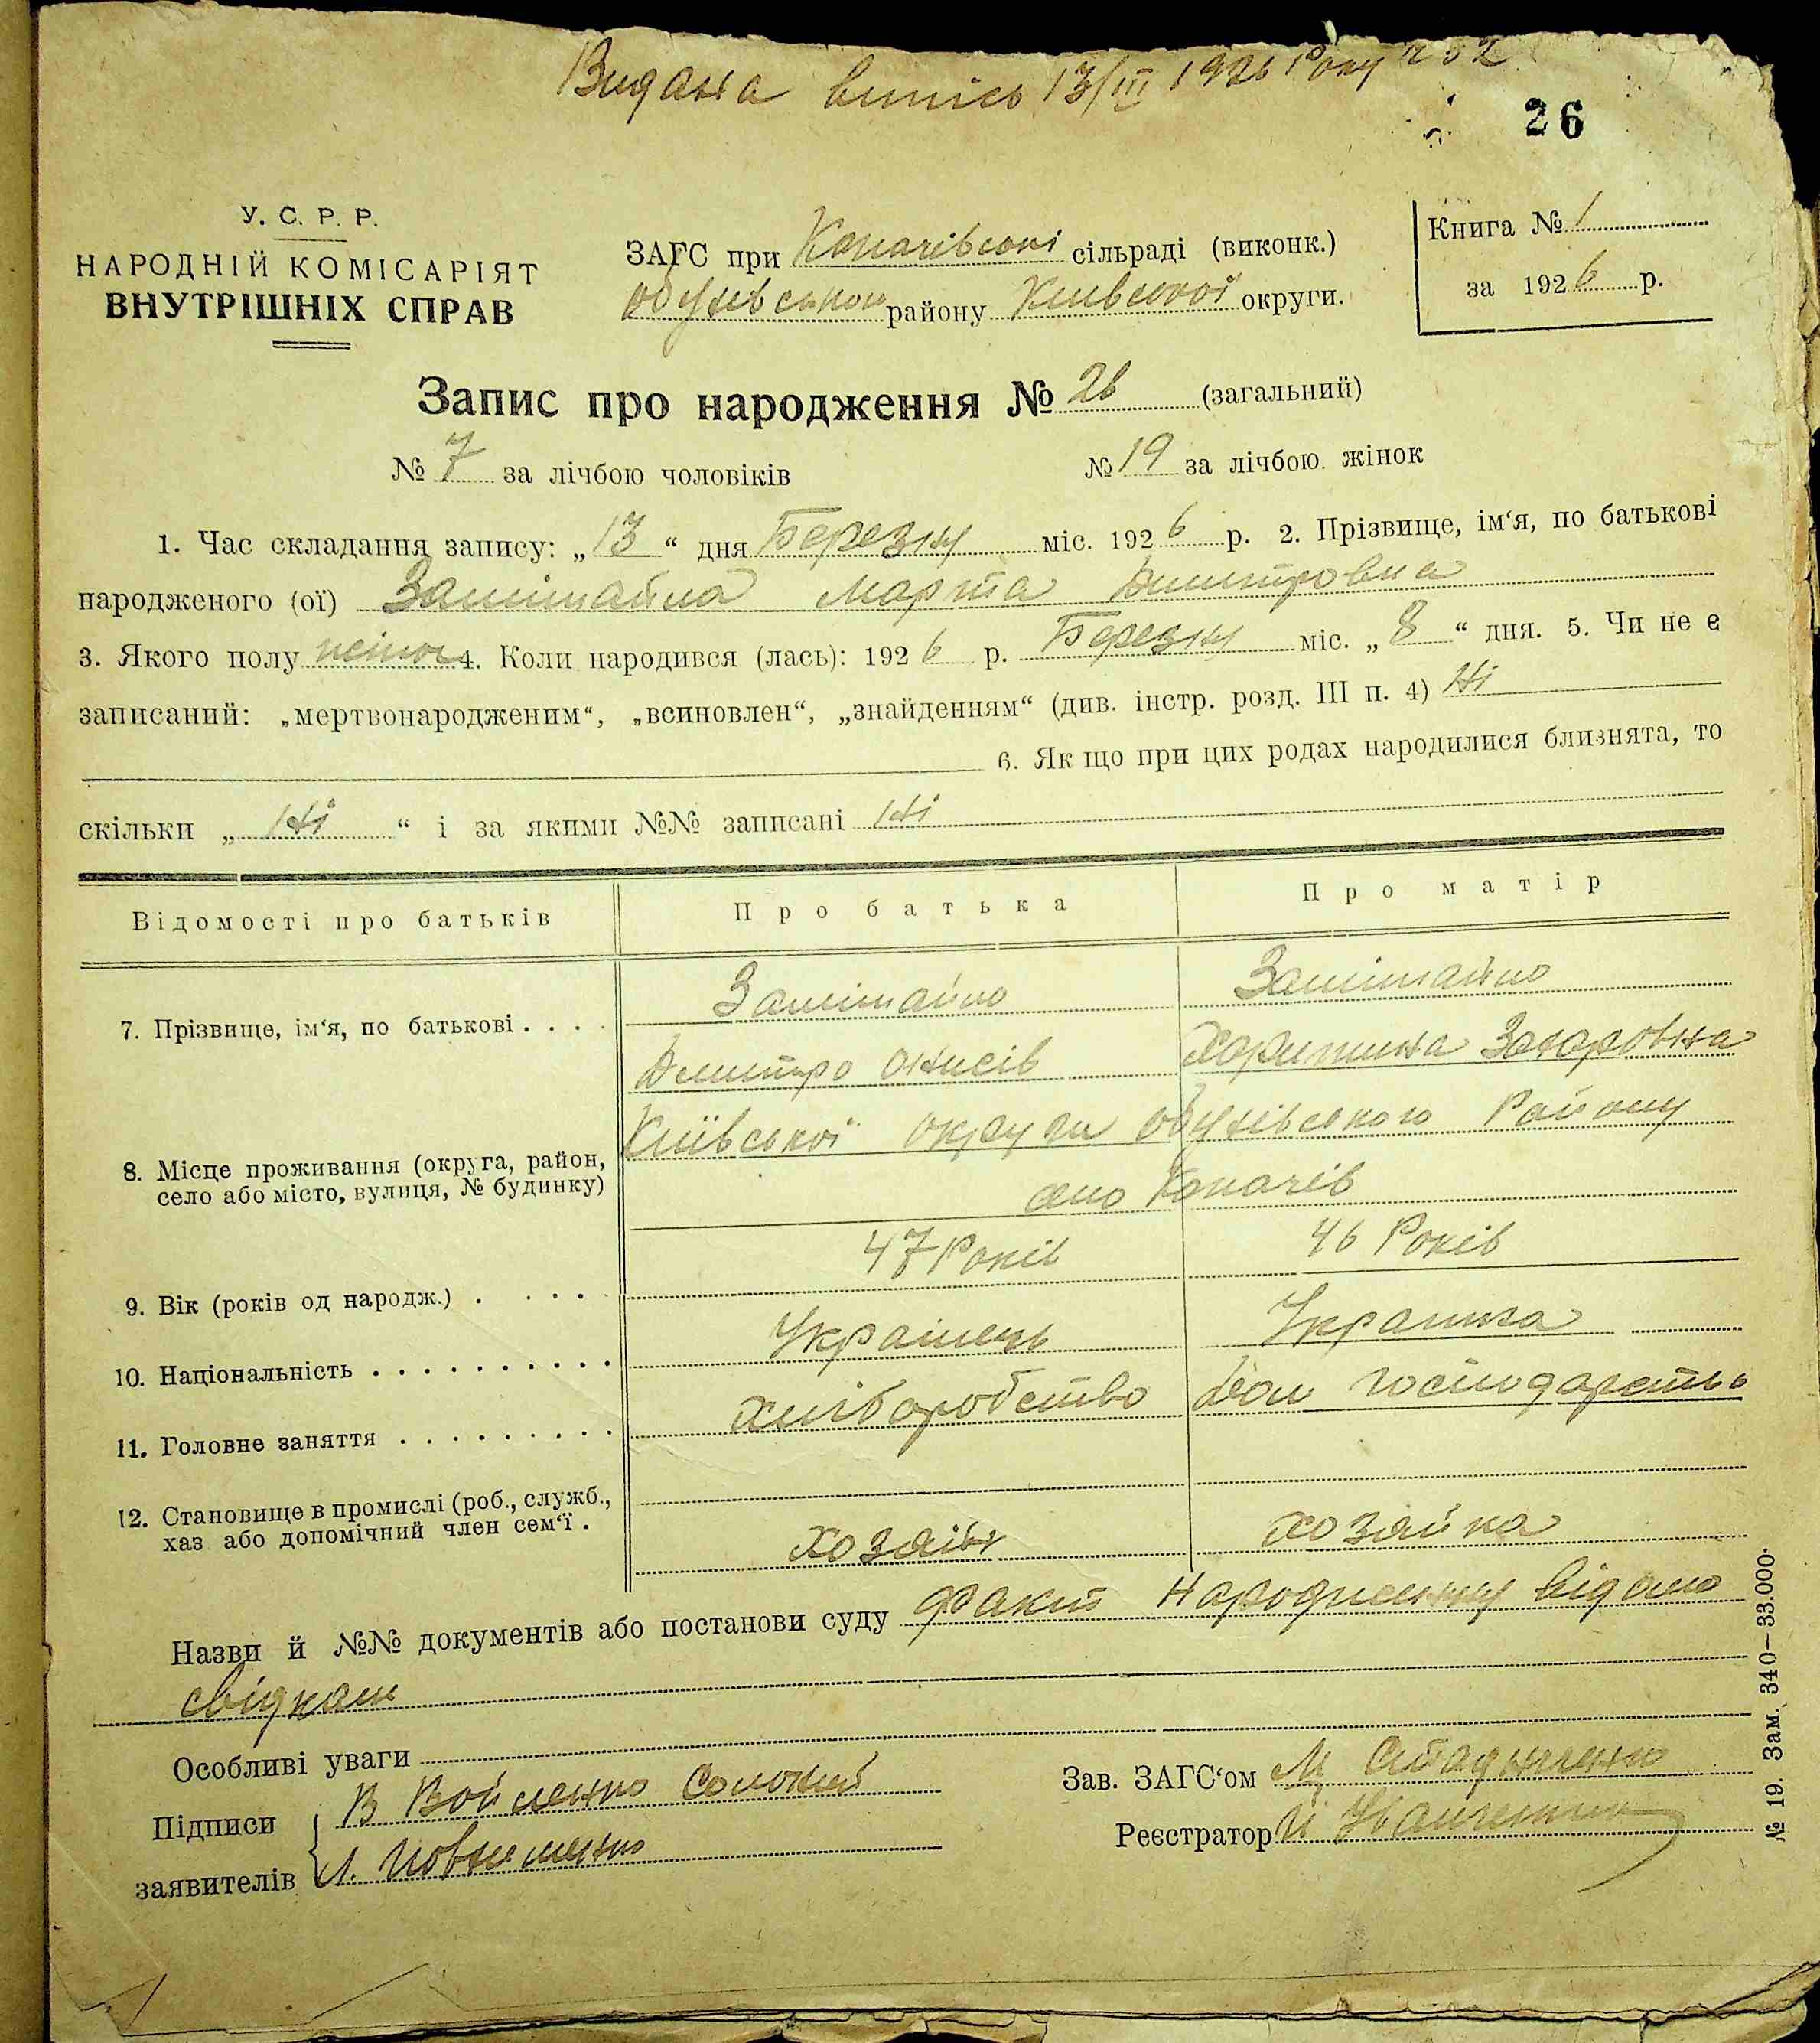 Видана випісь 13/III 1926 Року №52
26
У. С. Р. Р.
НАРОДНІЙ КОМІСАРІЯТ
ВНУТРІШНІХ СПРАВ
ЗАГС при Копачівські сільраді (виконк.)
Обухівською району Київської округи.
Книга № 1
за 1926 р.
Запис про народження № 26 (загальний)
№ 7 за лічбою чоловіків № 19 за лічбою жінок
1. Час складання запису: „13“ дня Березня міс. 1926 р. 2. Прізвище, ім‘я, по батькові
народженого (ої) Марта Дмитровна
3. Якого полу 4. Коли народився (лась): 1926 р. Березня міс. „8“ дня. 5. Чи не є
записаний: „мертвонародженим“, „всиновлен“, „знайденням“ (див. інстр. розд. III п. 4) Ні
6. Як що при цих родах народилися близнята, то
скільки „Ні“ і за якими №№ записані Ні
Відомості про батьків Про батька Про матір
7. Прізвище, ім‘я, по батькові . . . .
Дмитро Онисів Харитина Захаровна
8. Місце проживання (округа, район,
село або місто, вулиця, № будинку)
Київської округи Обухівського Району
село Копачів
9. Вік (років од народж.) . . . . 47 Років 46 Років
10. Національність . . . . . . . . . . Українець Украинка
11. Головне заняття . . . . . . . . . хліборобство Дом господарство
12. Становище в промислі (роб., служб.,
хаз або допомічний член сем‘ї .
хозяїн хозяйка
Назви й №№ документів або постанови суду Факт Народження відомо
свідкам
Особливі уваги
Підписи
заявителів
В Войленко
Зав. ЗАГС‘ом М Стадниченко
Реєстратор
№ 19. Зам. 340—33.000.